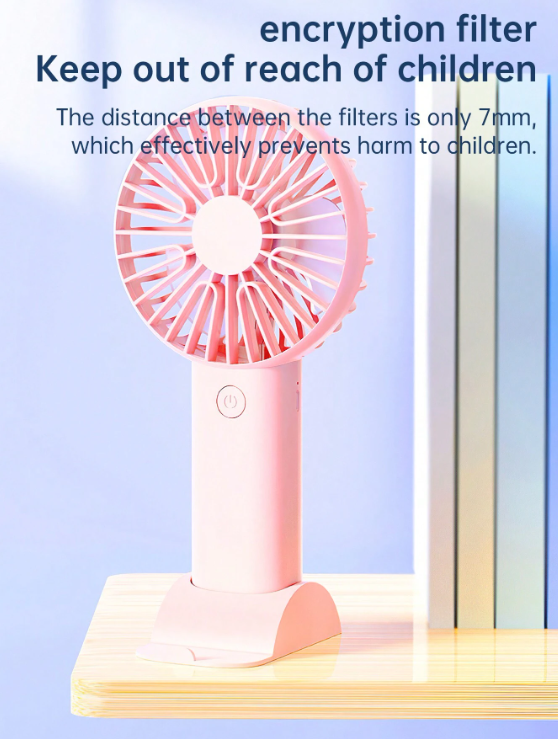 encryption filter
Keep out of reach of children
The distance between the filters is only 7mm,
which effectively prevents harm to children.